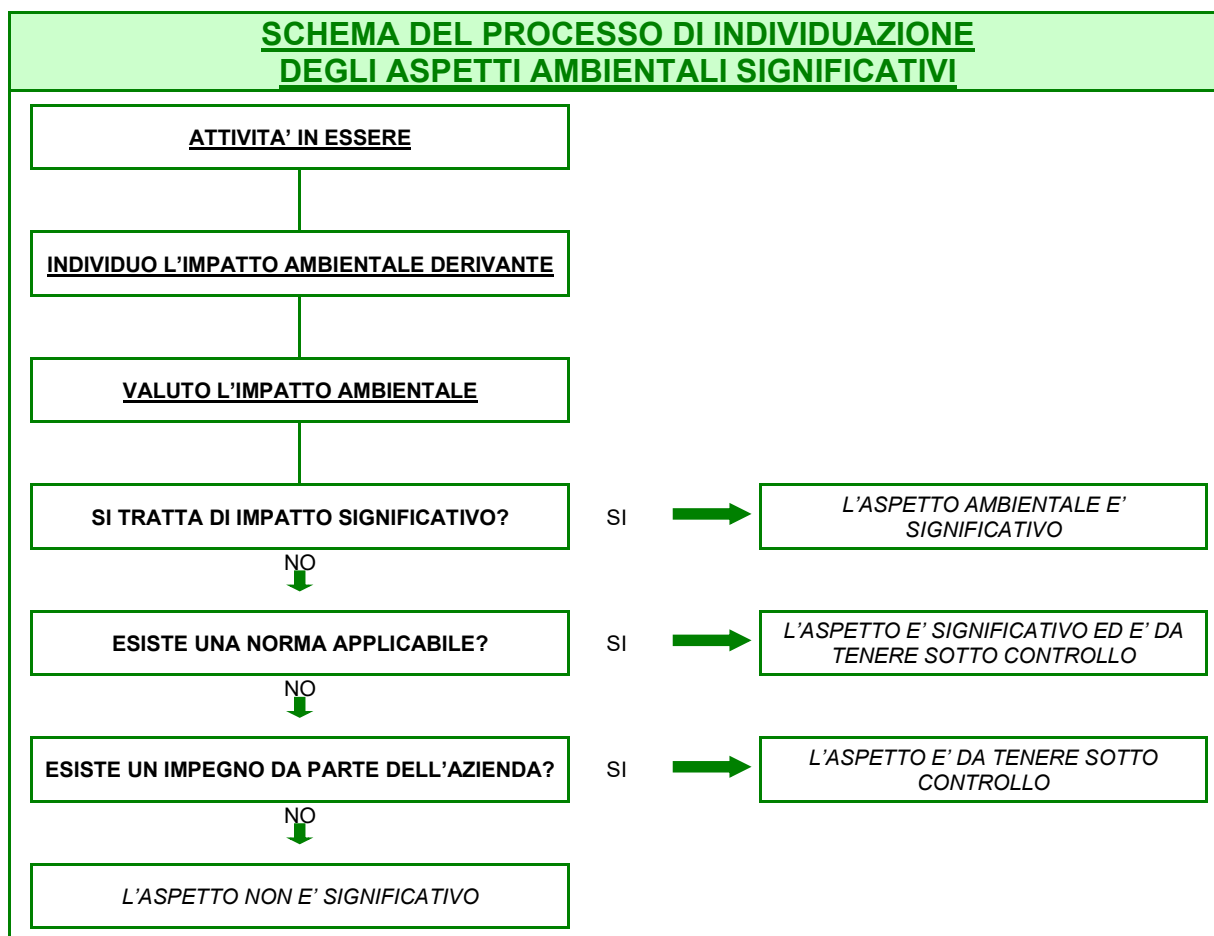 SCHEMA DEL PROCESSO DI INDIVIDUAZIONE
DEGLI ASPETTI AMBIENTALI SIGNIFICATIVI
ATTIVITA’ IN ESSERE
INDIVIDUO L’IMPATTO AMBIENTALE DERIVANTE
VALUTO L’IMPATTO AMBIENTALE
SI TRATTA DI IMPATTO SIGNIFICATIVO?
SI
L’ASPETTO AMBIENTALE E’
SIGNIFICATIVO
NO
ESISTE UNA NORMA APPLICABILE?
SI
L’ASPETTO E’ SIGNIFICATIVO ED E’ DA
TENERE SOTTO CONTROLLO
NO
ESISTE UN IMPEGNO DA PARTE DELL’AZIENDA?
SI
L’ASPETTO E’ DA TENERE SOTTO
CONTROLLO
NO
L’ASPETTO NON E’ SIGNIFICATIVO